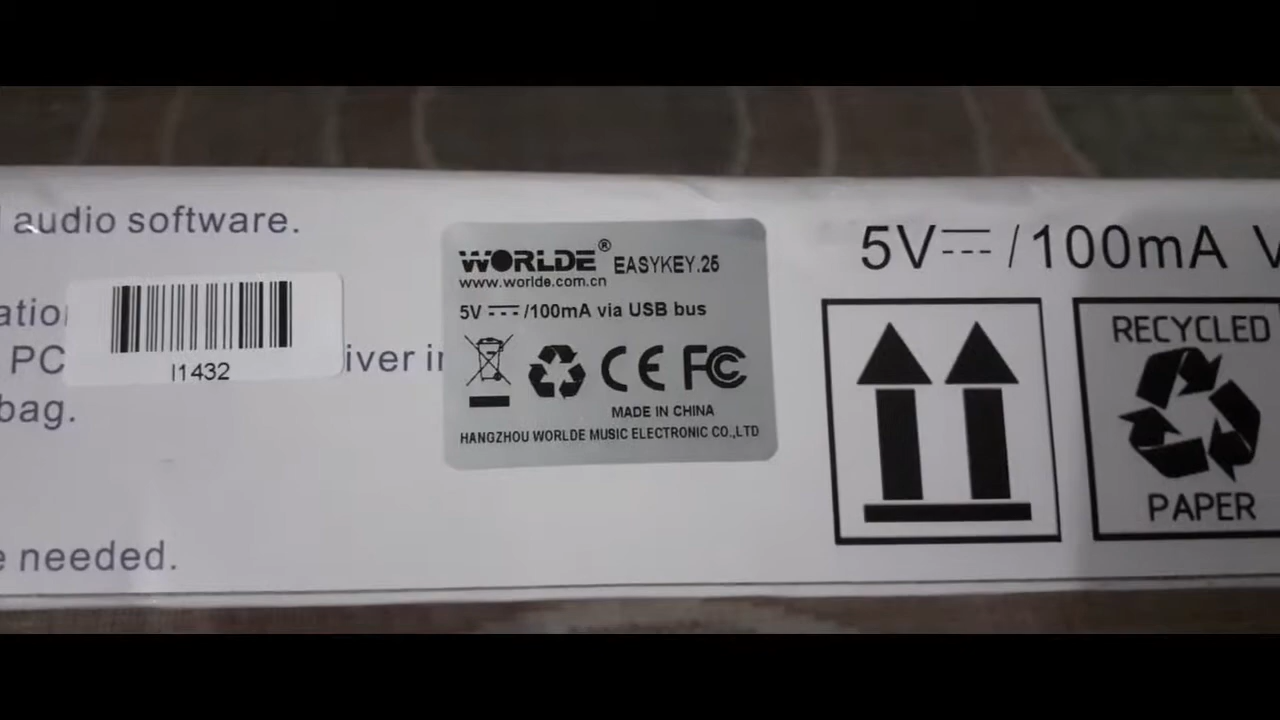 audio software.
PC
iver
bag.
needed.
I1432
WORLDE® EASYKEY.25
www.worlde.com.cn
5V ⎓ /100mA via USB bus
CE FC
MADE IN CHINA
HANGZHOU WORLDE MUSIC ELECTRONIC CO.,LTD
5V ⎓ /100mA V
RECYCLED
PAPER